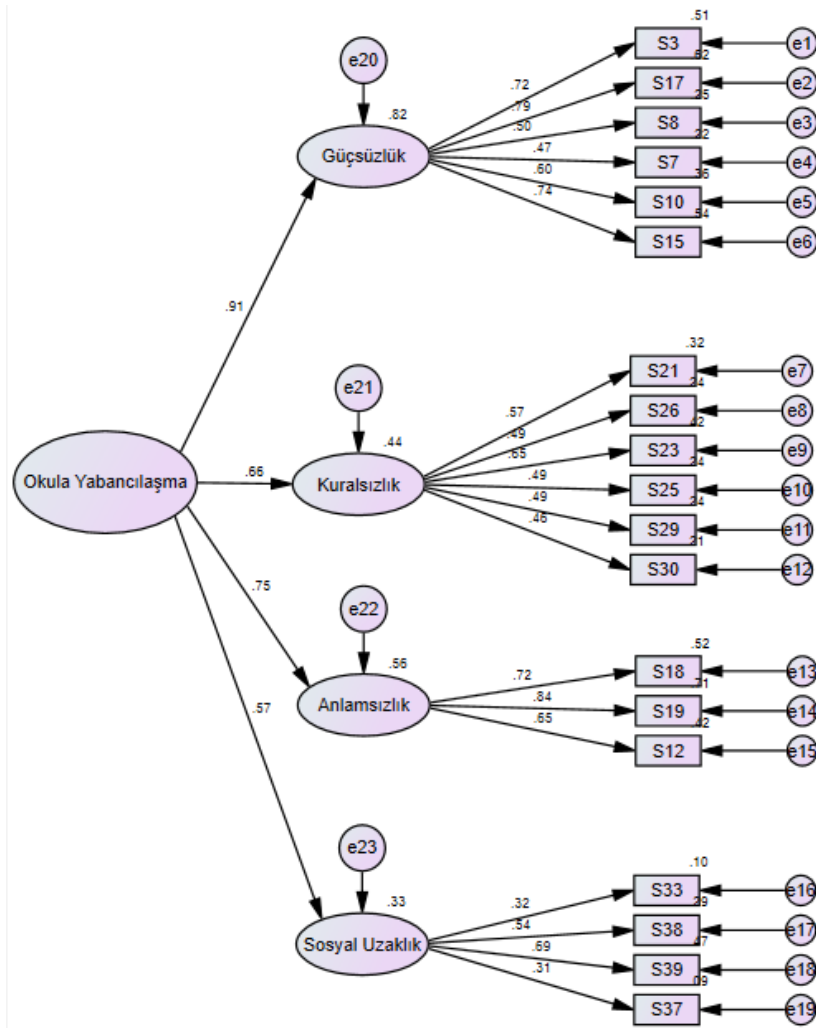 .51
e20
S3
e1
.62
.72
S17
e2
.79
.25
.82
.50
S8
e3
.22
Güçsüzlük
.47
S7
e4
.36
.60
S10
e5
.54
.74
S15
e6
.91
.32
S21
e7
e21
.24
.57
S26
e8
.42
.49
.44
.65
S23
e9
.24
Okula Yabancılaşma
.66
Kuralsızlık
.49
S25
e10
.24
.49
S29
e11
.21
.46
S30
e12
.75
e22
.52
.56
.72
S18
e13
.71
Anlamsızlık
.84
S19
e14
.42
.57
.65
S12
e15
e23
.10
.33
.32
S33
e16
.29
.54
S38
e17
.47
Sosyal Uzaklık
.69
S39
e18
.09
.31
S37
e19